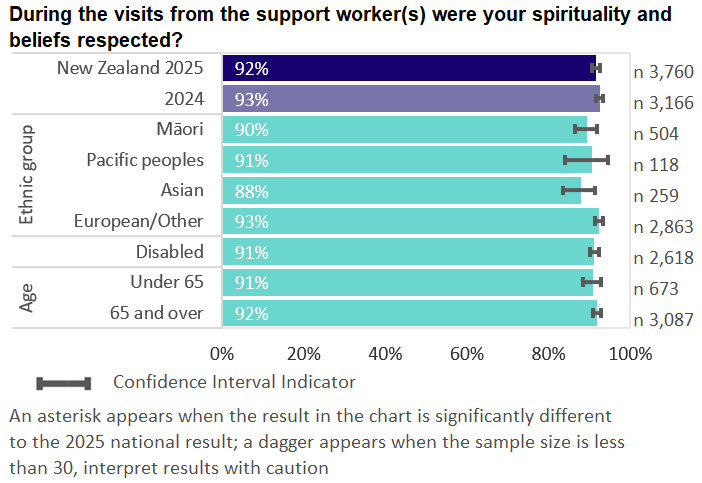 During the visits from the support worker(s) were your spirituality and
beliefs respected?
New Zealand 2025 92% n 3,760
2024 93% n 3,166
Ethnic group
Māori 90% n 504
Pacific peoples 91% n 118
Asian 88% n 259
European/Other 93% n 2,863
Disabled 91% n 2,618
Age
Under 65 91% n 673
65 and over 92% n 3,087
0% 20% 40% 60% 80% 100%
Confidence Interval Indicator
An asterisk appears when the result in the chart is significantly different
to the 2025 national result; a dagger appears when the sample size is less
than 30, interpret results with caution